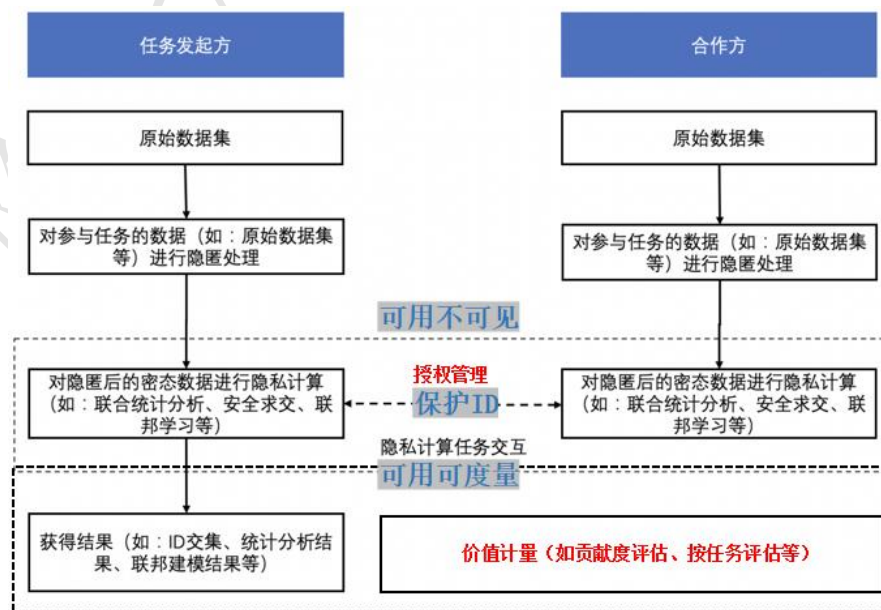 任务发起方
合作方
原始数据集
原始数据集
对参与任务的数据（如：原始数据集
等）进行隐匿处理
对参与任务的数据（如：原始数据集
等）进行隐匿处理
可用不可见
对隐匿后的密态数据进行隐私计算
（如：联合统计分析、安全求交、联
邦学习等）
授权管理
保护ID
隐私计算任务交互
对隐匿后的密态数据进行隐私计算
（如：联合统计分析、安全求交、联
邦学习等）
可用可度量
获得结果（如：ID交集、统计分析结
果、联邦建模结果等）
价值计量（如贡献度评估、按任务评估等）